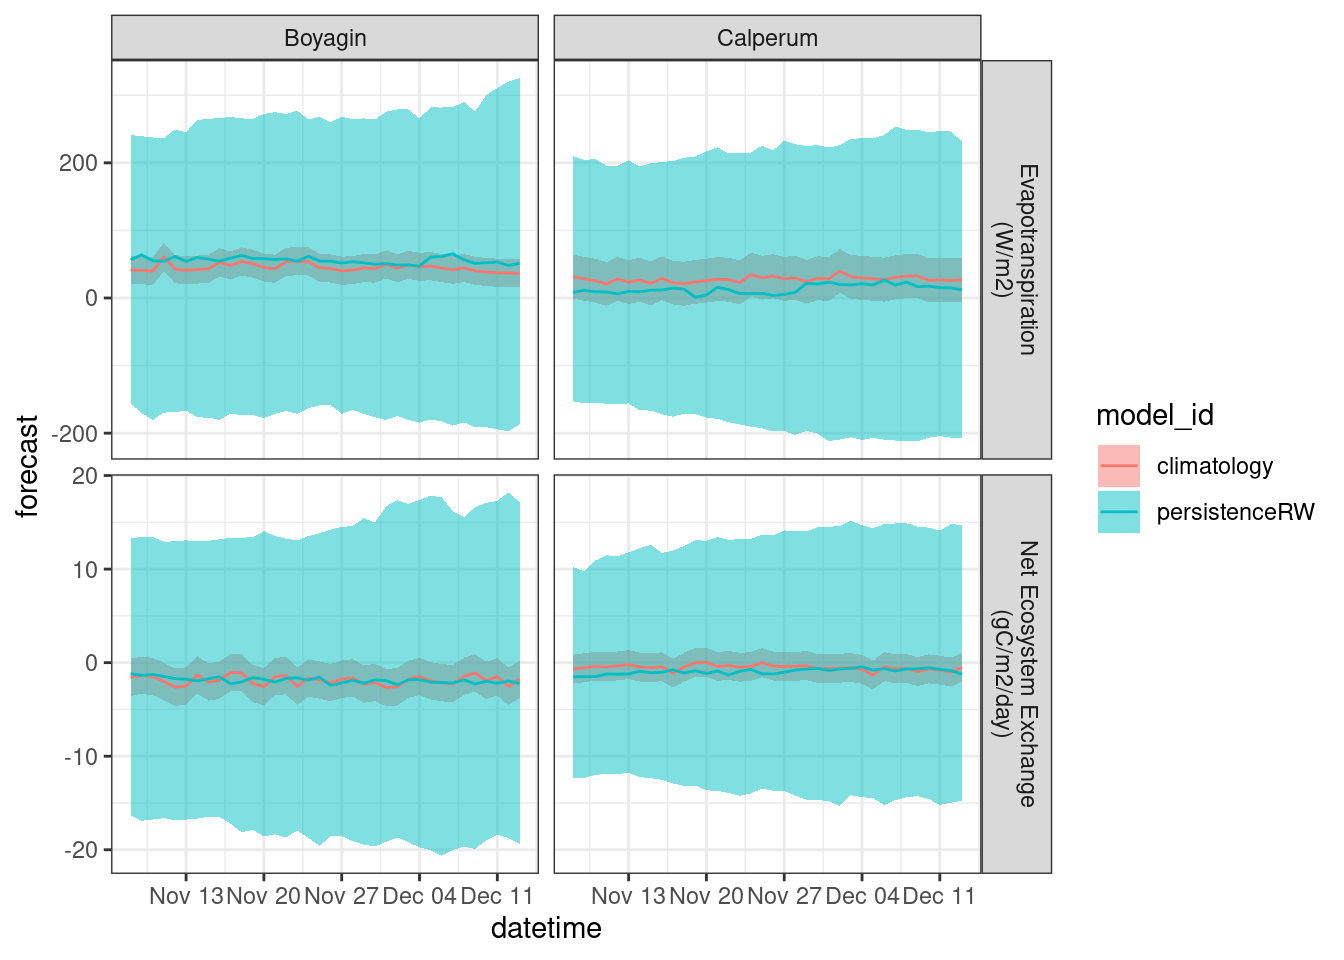 Boyagin
Calperum
200
0
-200
Evapotranspiration
(W/m2)
20
10
0
-10
-20
Net Ecosystem Exchange
(gC/m2/day)
Nov 13 Nov 20 Nov 27 Dec 04 Dec 11
Nov 13 Nov 20 Nov 27 Dec 04 Dec 11
datetime
forecast
model_id
climatology
persistenceRW